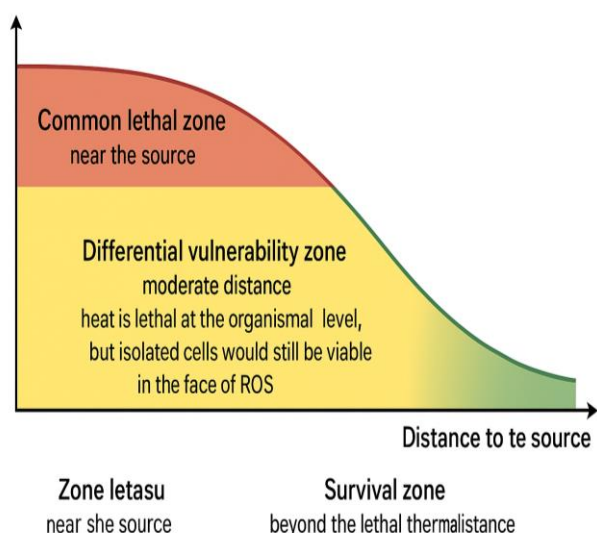 Common lethal zone
near the source
Differential vulnerability zone
moderate distance
heat is lethal at the organismal level,
but isolated cells would still be viable
in the face of ROS
Distance to te source
Zone letasu
near she source
Survival zone
bevond the lethal thermalistance